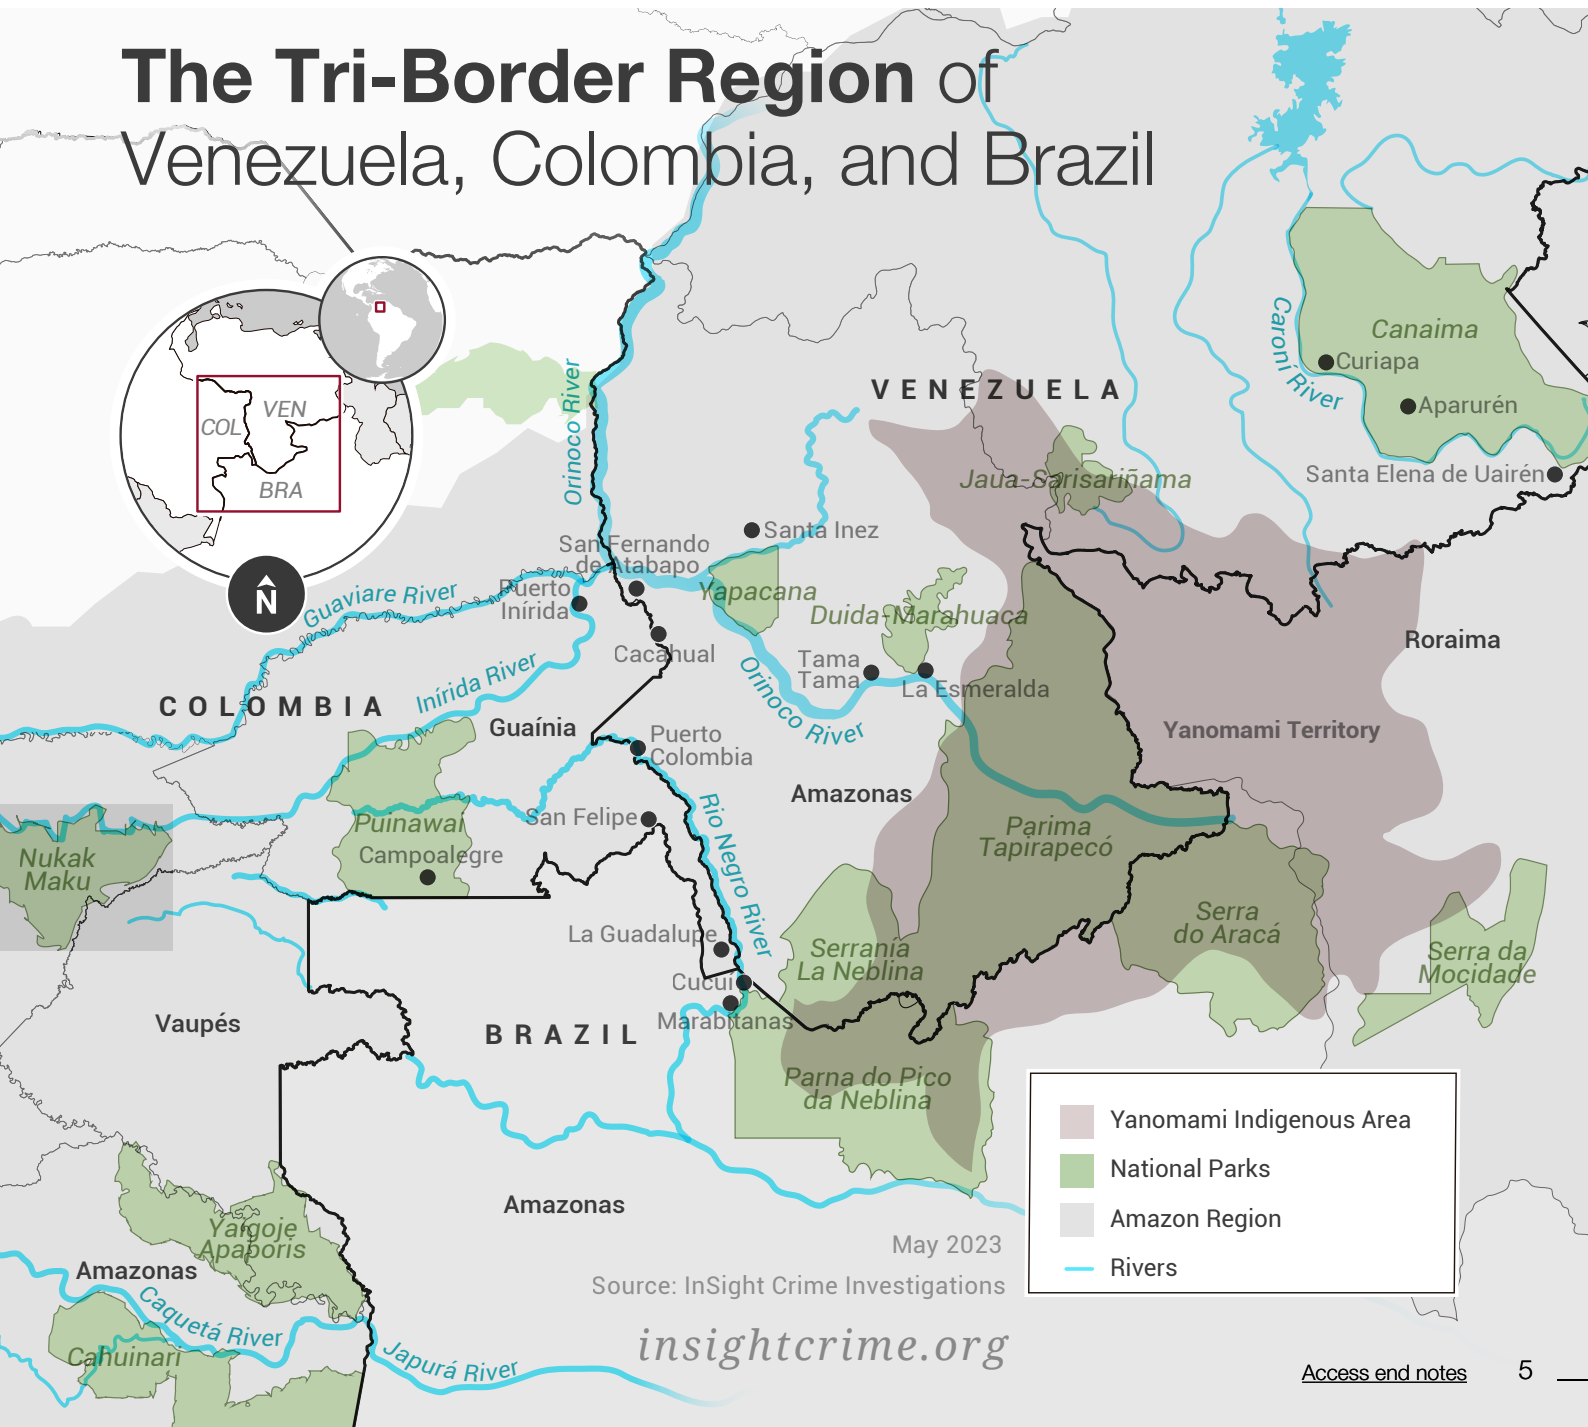 The Tri-Border Region of
Venezuela, Colombia, and Brazil
COL
VEN
BRA
N
Orinoco River
VENEZUELA
Caroní River
Canaima
Curiapa
Aparurén
Santa Elena de Uairén
Jaua-Sarisariñama
Santa Inez
San Fernando
de Atabapo
Puerto
Inírida
Guaviare River
Yapacana
Duida-Marahuaca
Cacahual
Tama
Tama
La Esmeralda
Roraima
Inírida River
Orinoco River
COLOMBIA
Guaínia
Puerto
Colombia
Yanomami Territory
Amazonas
Rio Negro River
San Felipe
Puinawai
Campoalegre
Parima
Tapirapecó
Nukak
Maku
La Guadalupe
Serranía
La Neblina
Serra
do Aracá
Serra da
Mocidade
Cucuí
Marabitanas
Vaupés
BRAZIL
Parna do Pico
da Neblina
Yanomami Indigenous Area
National Parks
Amazon Region
Rivers
Amazonas
Yaigoje
Apaporis
Amazonas
Caquetá River
Cahuinari
Japurá River
May 2023
Source: InSight Crime Investigations
insightcrime.org
Access end notes
5